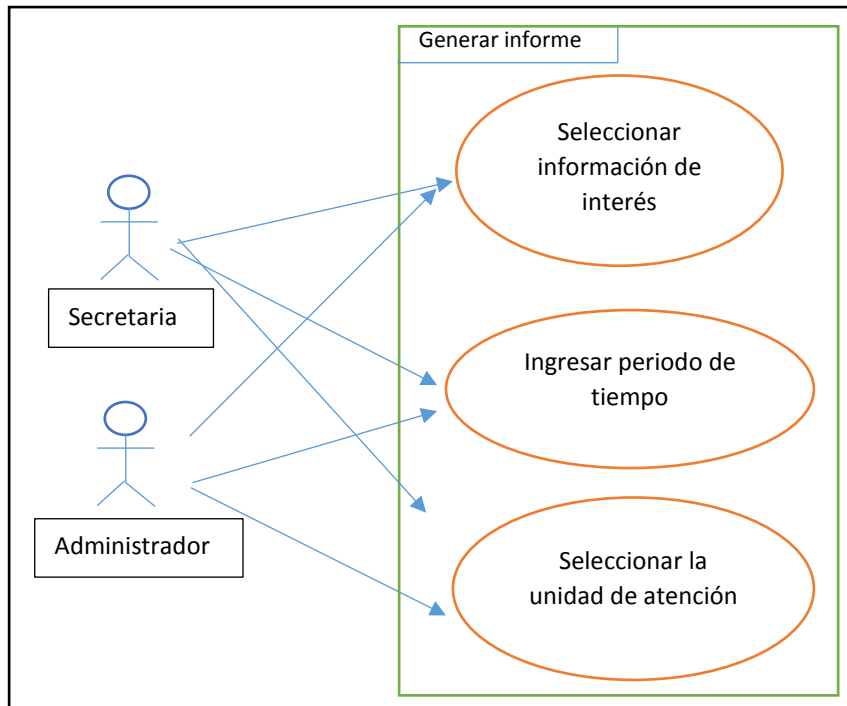 Generar informe
Seleccionar
información de
interés
Secretaria
Ingresar periodo de
tiempo
Administrador
Seleccionar la
unidad de atención